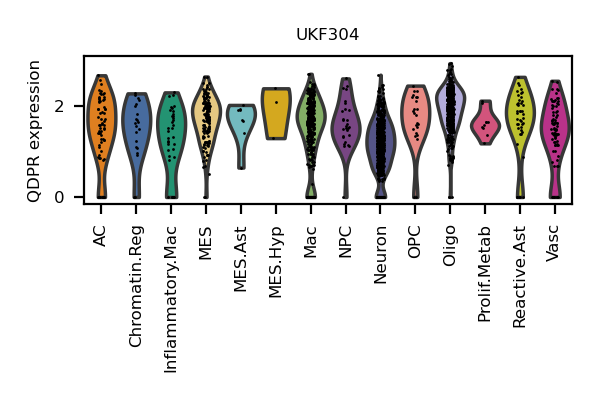 UKF304
QDPR expression
2
0
AC
Chromatin.Reg
Inflammatory.Mac
MES
MES.Ast
MES.Hyp
Mac
NPC
Neuron
OPC
Oligo
Prolif.Metab
Reactive.Ast
Vasc